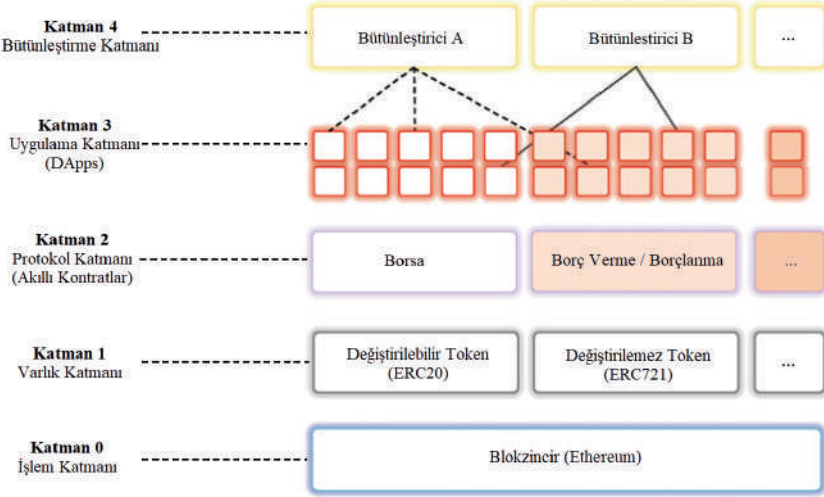 Katman 4
Bütünleştirme Katmanı
Bütünleştirici A
Bütünlestirici B
...
Katman 3
Uygulama Katmanı
(DApps)
Katman 2
Protokol Katmanı
(Akıllı Kontratlar)
Borsa
Borç Verme / Borçlanma
...
Katman 1
Varlık Katmanı
Değiştirilebilir Token
(ERC20)
Değiştirilemez Token
(ERC721)
...
Katman 0
İşlem Katmanı
Blokzincir (Ethereum)